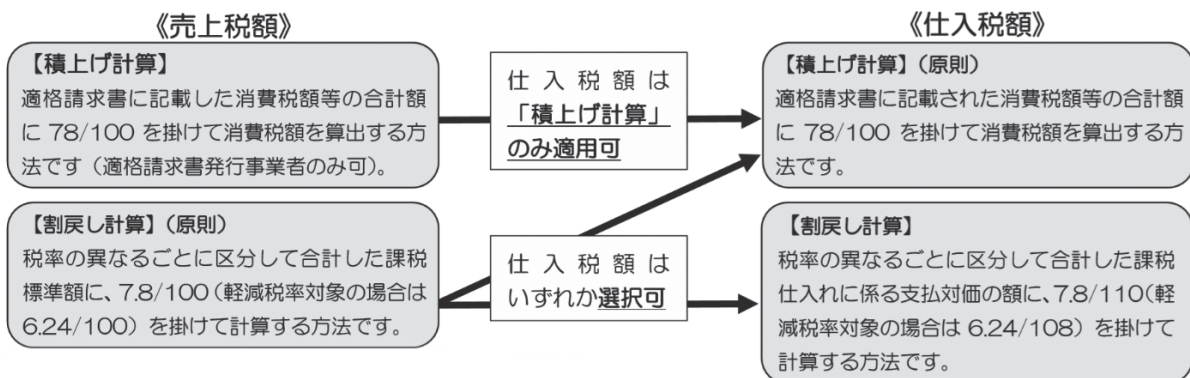 《売上税額》
【積上げ計算】
適格請求書に記載した消費税額等の合計額
に 78/100 を掛けて消費税額を算出する方
法です（適格請求書発行事業者のみ可）。
【割戻し計算】（原則）
税率の異なるごとに区分して合計した課税
標準額に、7.8/100（軽減税率対象の場合は
6.24/100）を掛けて計算する方法です。
仕入税額は
「積上げ計算」
のみ適用可
仕入税額は
いずれか選択可
《仕入税額》
【積上げ計算】（原則）
適格請求書に記載された消費税額等の合計額
に 78/100 を掛けて消費税額を算出する方
法です。
【割戻し計算】
税率の異なるごとに区分して合計した課税
仕入れに係る支払対価の額に、7.8/110（軽
減税率対象の場合は 6.24/108）を掛けて
計算する方法です。